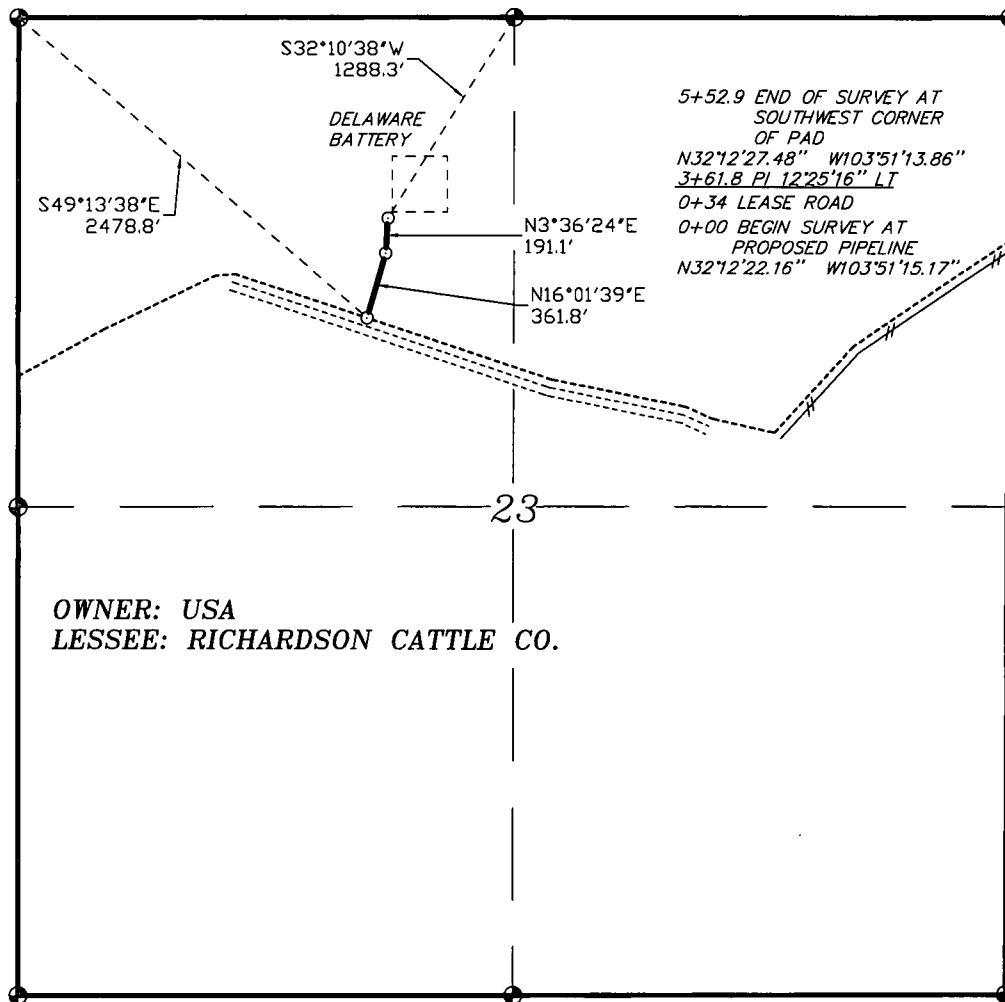 S32°10'38"W
1288.3'
DELAWARE
BATTERY
S49°13'38"E
2478.8'
N3°36'24"E
191.1'
N16°01'39"E
361.8'
5+52.9 END OF SURVEY AT
SOUTHWEST CORNER
OF PAD
N32°12'27.48" W103°51'13.86"
3+61.8 PI 12°25'16" LT
0+34 LEASE ROAD
0+00 BEGIN SURVEY AT
PROPOSED PIPELINE
N32°12'22.16" W103°51'15.17"
23
OWNER: USA
LESSEE: RICHARDSON CATTLE CO.